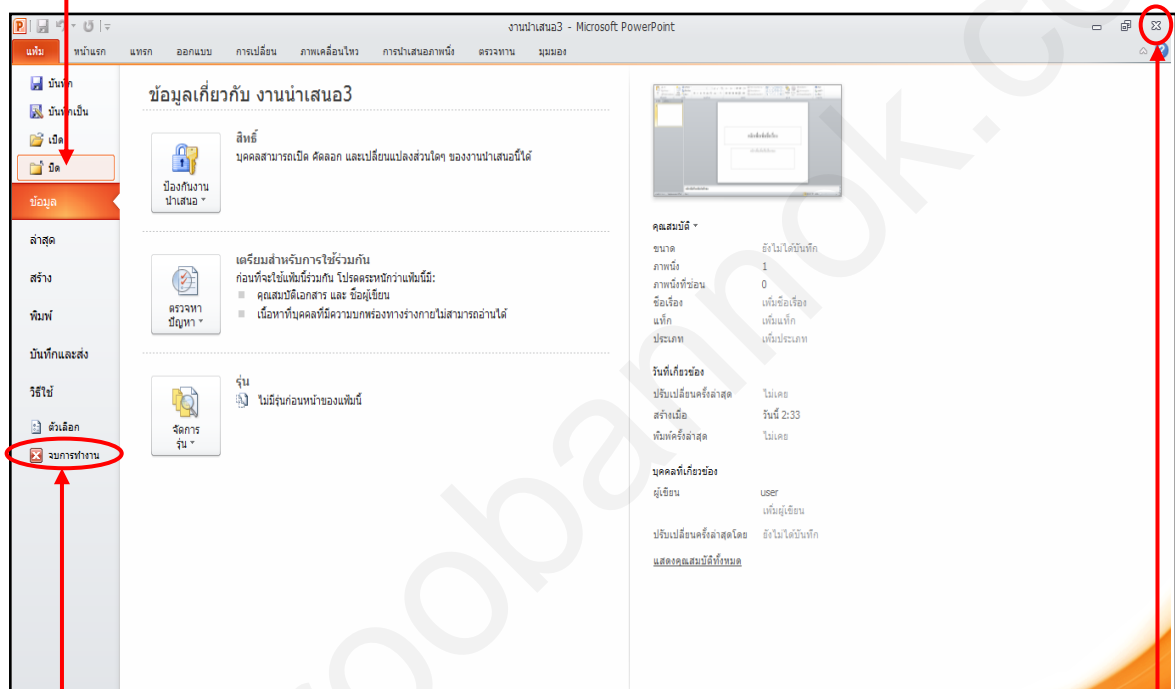 งานนำเสนอ3 - Microsoft PowerPoint
แฟ้ม หน้าแรก แทรก ออกแบบ การเปลี่ยน ภาพเคลื่อนไหว การนำเสนอภาพนิ่ง ตรวจทาน มุมมอง
บันทึก
บันทึกเป็น
เปิด
ปิด
ข้อมูล
ล่าสุด
สร้าง
พิมพ์
บันทึกและส่ง
วิธีใช้
ตัวเลือก
จบการทำงาน
ข้อมูลเกี่ยวกับ งานนำเสนอ3
ป้องกันงาน
นำเสนอ
สิทธิ์
บุคคลสามารถเปิด คัดลอก และเปลี่ยนแปลงส่วนใดๆ ของงานนำเสนอนี้ได้
ตรวจหา
ปัญหา
เตรียมสำหรับการใช้ร่วมกัน
ก่อนที่จะใช้แฟ้มนี้ร่วมกัน โปรดตระหนักว่าแฟ้มนี้มี:
คุณสมบัติเอกสาร และ ชื่อผู้เขียน
เนื้อหาที่บุคคลที่มีความบกพร่องทางร่างกายไม่สามารถอ่านได้
จัดการ
รุ่น
รุ่น
ไม่มีรุ่นก่อนหน้าของแฟ้มนี้
คุณสมบัติ
ขนาด ยังไม่ได้บันทึก
ภาพนิ่ง 1
ภาพนิ่งที่ซ่อน 0
ชื่อเรื่อง เพิ่มชื่อเรื่อง
แท็ก เพิ่มแท็ก
ประเภท เพิ่มประเภท
วันที่เกี่ยวข้อง
ปรับเปลี่ยนครั้งล่าสุด ไม่เคย
สร้างเมื่อ วันนี้ 2:33
พิมพ์ครั้งล่าสุด ไม่เคย
บุคคลที่เกี่ยวข้อง
ผู้เขียน user
เพิ่มผู้เขียน
ปรับเปลี่ยนครั้งล่าสุดโดย ยังไม่ได้บันทึก
แสดงคุณสมบัติทั้งหมด